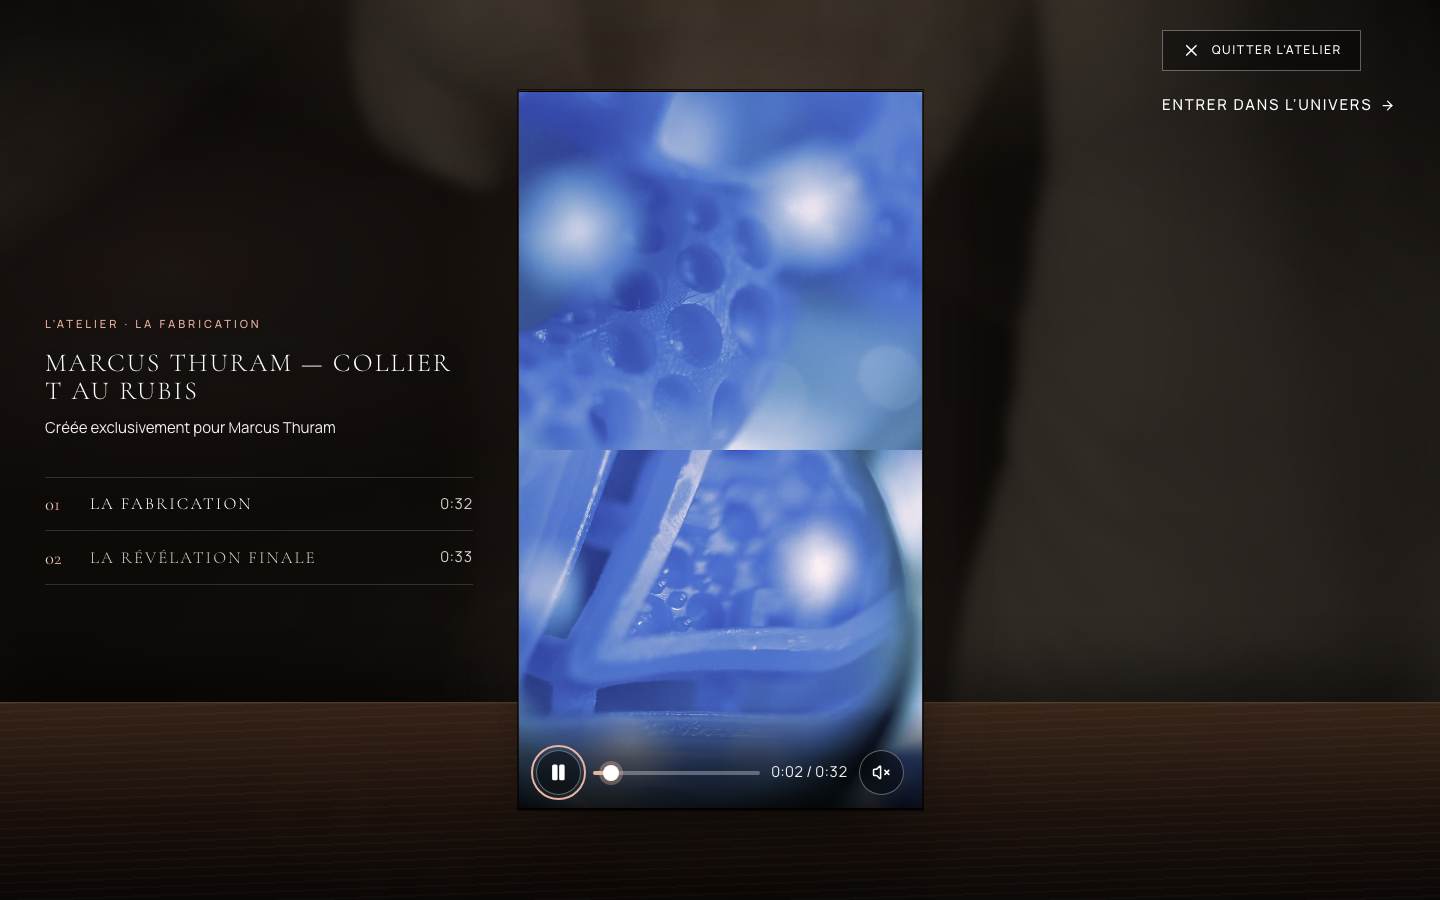 QUITTER L'ATELIER
ENTRER DANS L'UNIVERS →
L'ATELIER · LA FABRICATION
MARCUS THURAM — COLLIER
T AU RUBIS
Créée exclusivement pour Marcus Thuram
01 LA FABRICATION 0:32
02 LA RÉVÉLATION FINALE 0:33
0:02 / 0:32